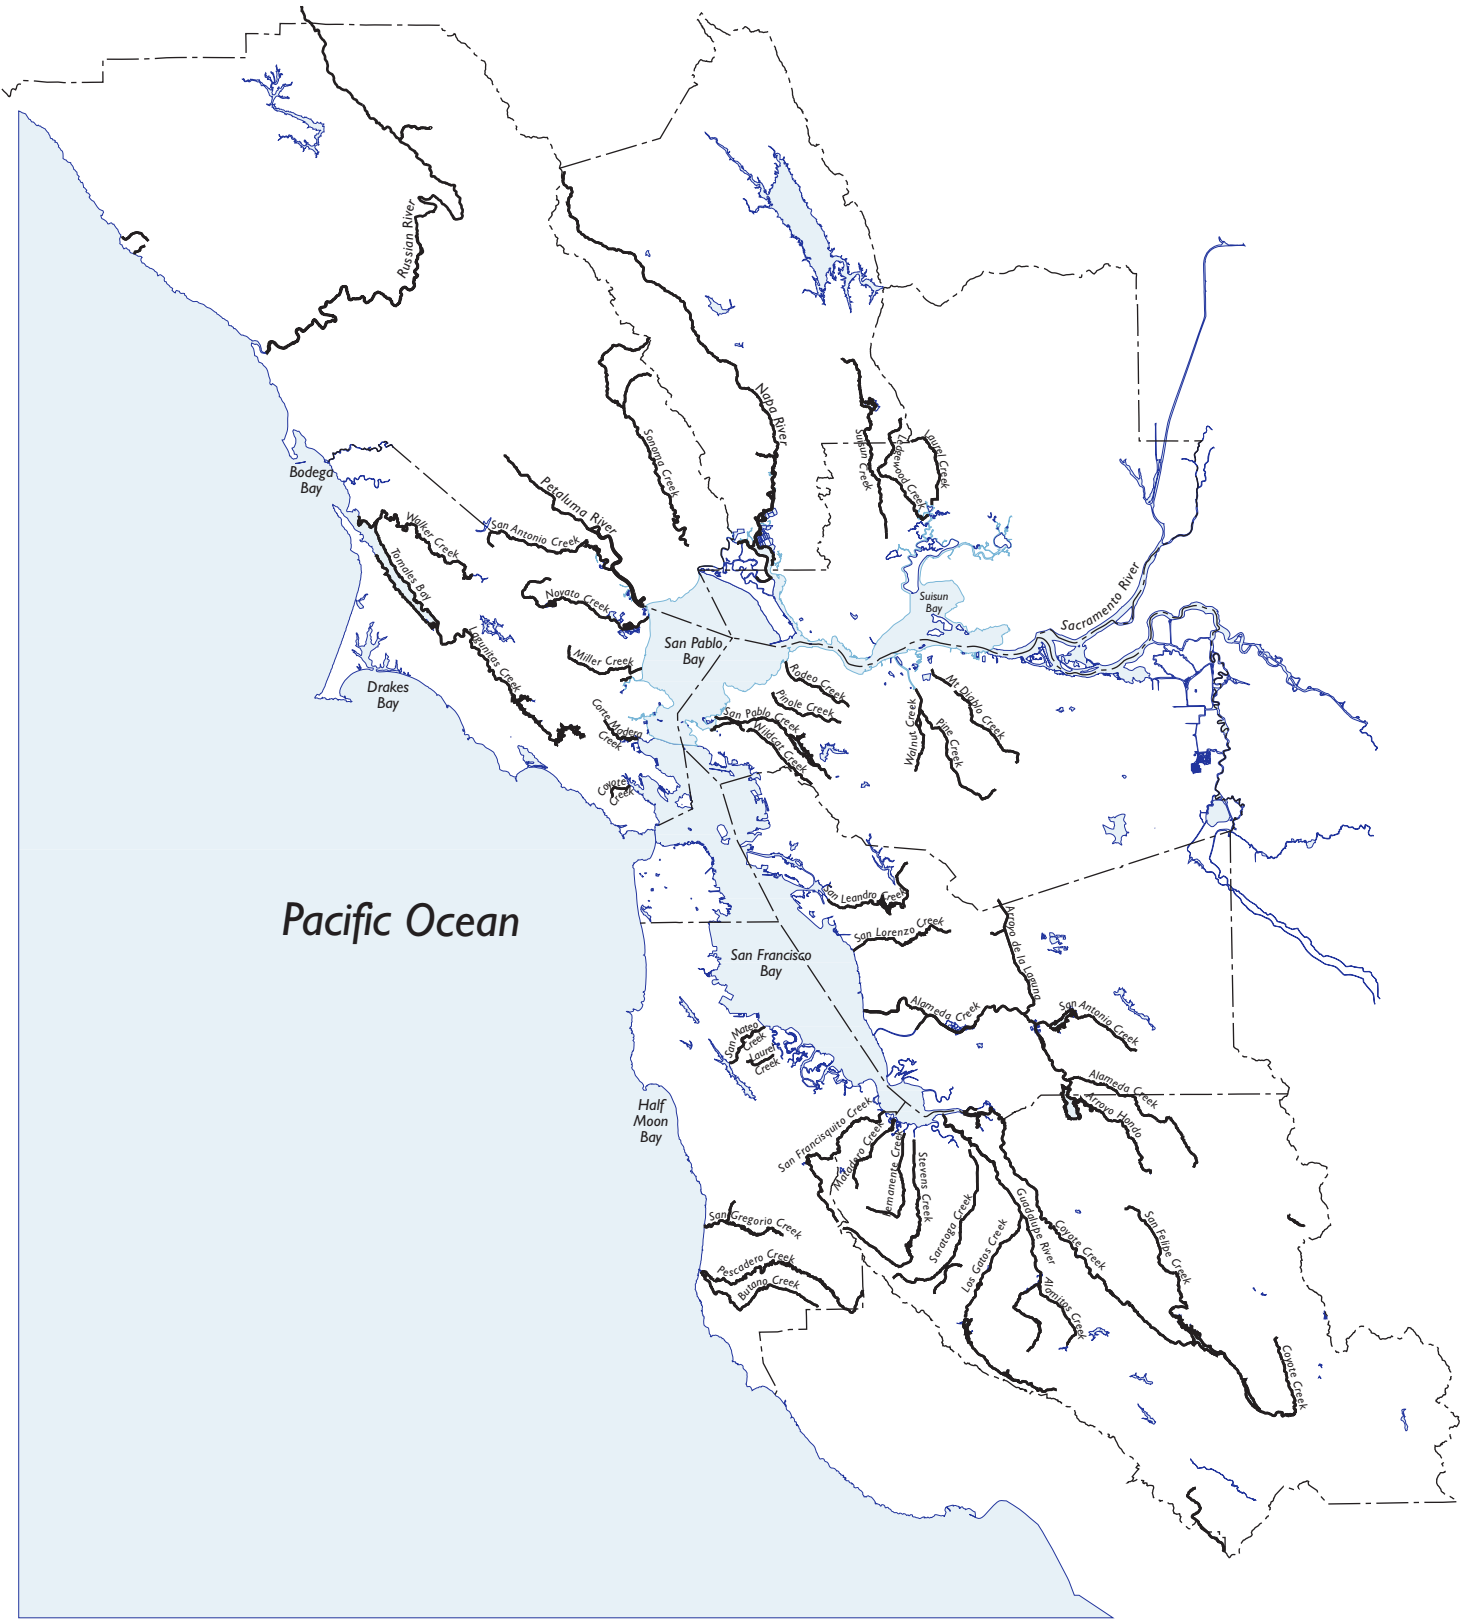 Russian River
Napa River
Sonoma Creek
Suisun Creek
Ledgewood Creek
Laurel Creek
Bodega
Bay
Petaluma River
Walker Creek
San Antonio Creek
Tomales Bay
Novato Creek
Suisun
Bay
Sacramento River
Lagunitas Creek
Miller Creek
San Pablo
Bay
Drakes
Bay
Rodeo Creek
Pinole Creek
Mt Diablo Creek
Corte Madera
Creek
San Pablo Creek
Wildcat Creek
Walnut Creek
Pine Creek
Coyote
Creek
Pacific Ocean
San Leandro Creek
San Lorenzo Creek
Arroyo de la Laguna
San Francisco
Bay
Alameda Creek
San Antonio Creek
San Mateo
Creek
Laurel
Creek
Alameda Creek
Arroyo Hondo
Half
Moon
Bay
San Francisquito Creek
Matadero Creek
ermanente Creek
Stevens Creek
Saratoga Creek
Los Gatos Creek
Guadalupe River
Coyote Creek
San Felipe Creek
San Gregorio Creek
Pescadero Creek
Butano Creek
Alamitos Creek
Coyote Creek